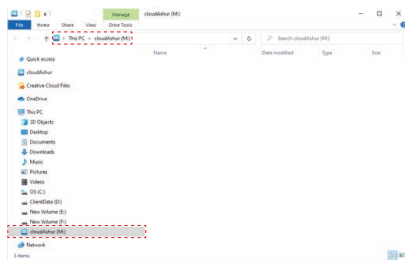 Manage cloudAshur (M:)
File Home Share View Drive Tools
This PC cloudAshur (M:) Search cloudAshur (M:)
Name Date modified Type Size
Quick access
cloudAshur
Creative Cloud Files
OneDrive
This PC
3D Objects
Desktop
Documents
Downloads
Music
Pictures
Videos
OS (C:)
ClientData (D:)
New Volume (E:)
New Volume (F:)
cloudAshur (M:)
Network